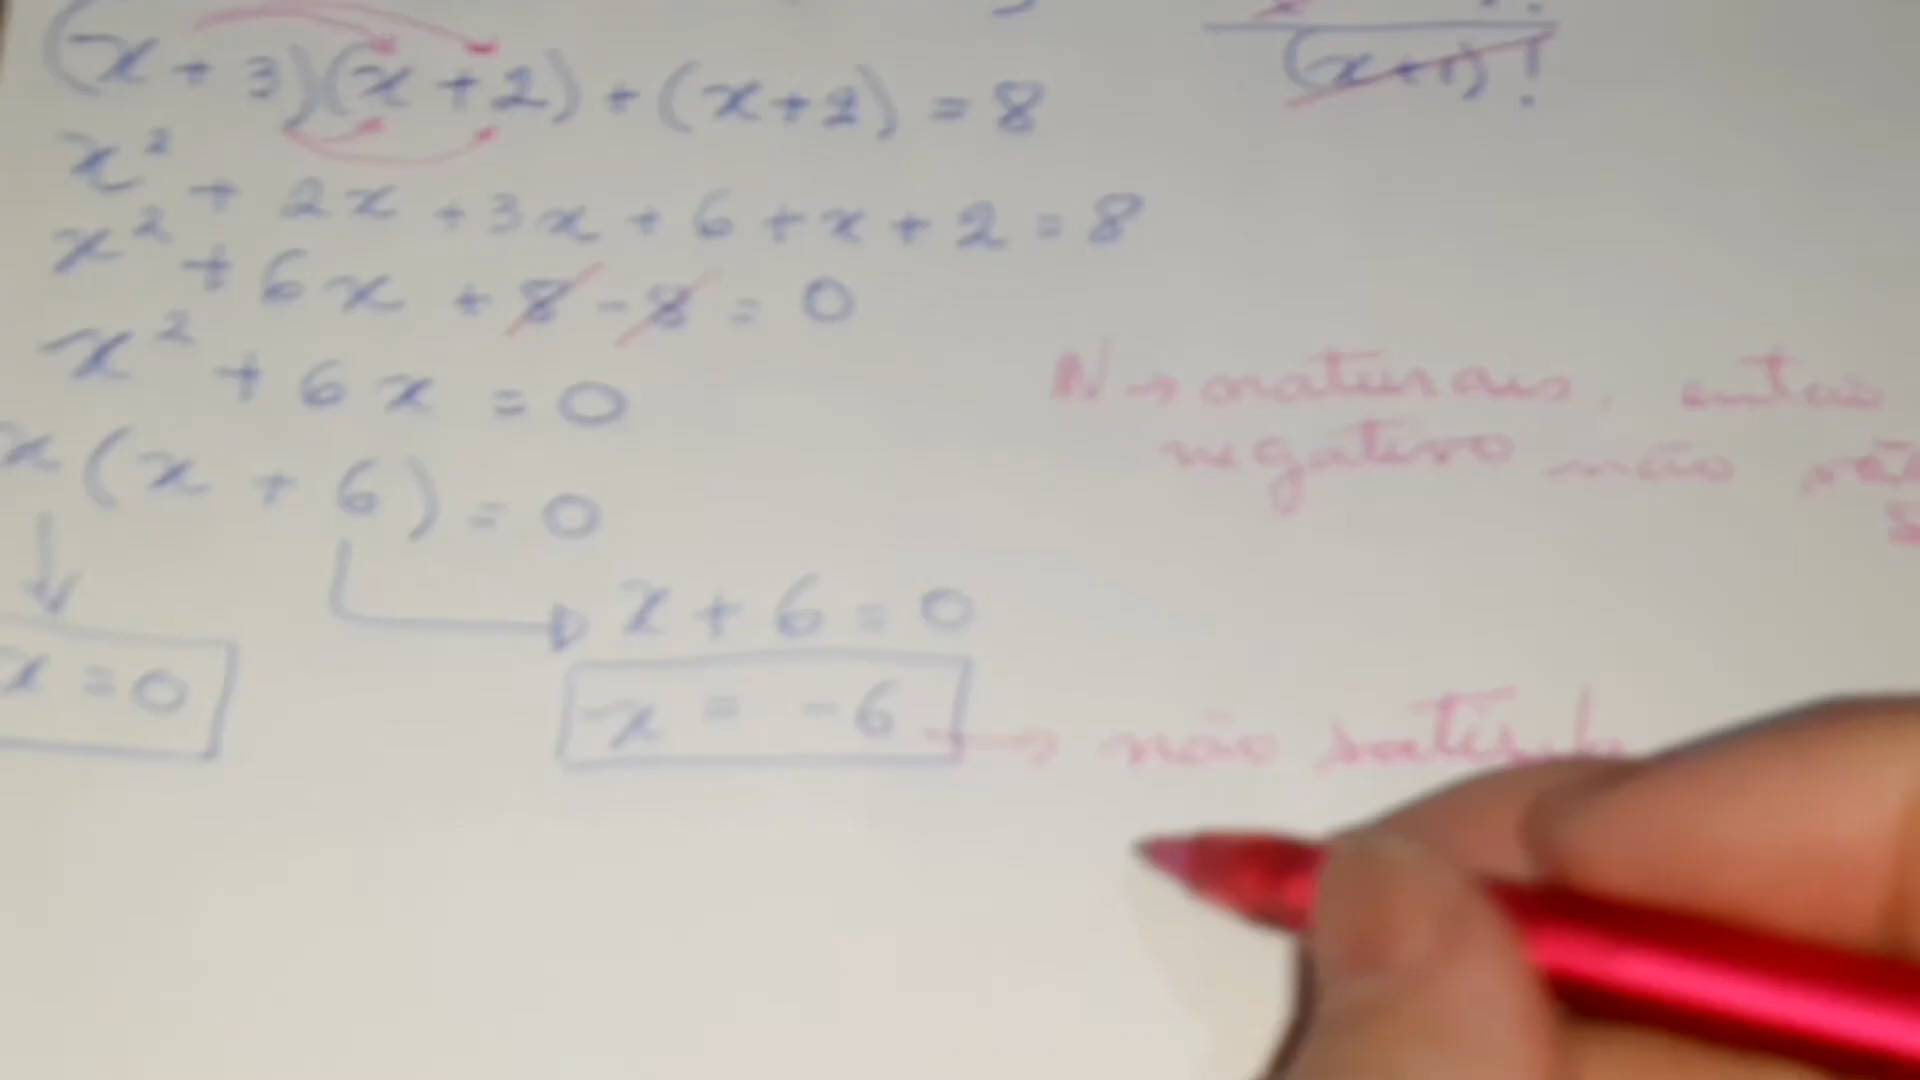 (x+1)!
(x + 3)(x + 2) + (x + 2) = 8
x² + 2x + 3x + 6 + x + 2 = 8
x² + 6x + 8 - 8 = 0
x² + 6x = 0
N → naturais, então
x(x + 6) = 0
negativo não
x + 6 = 0
x = 0
x = -6 → não